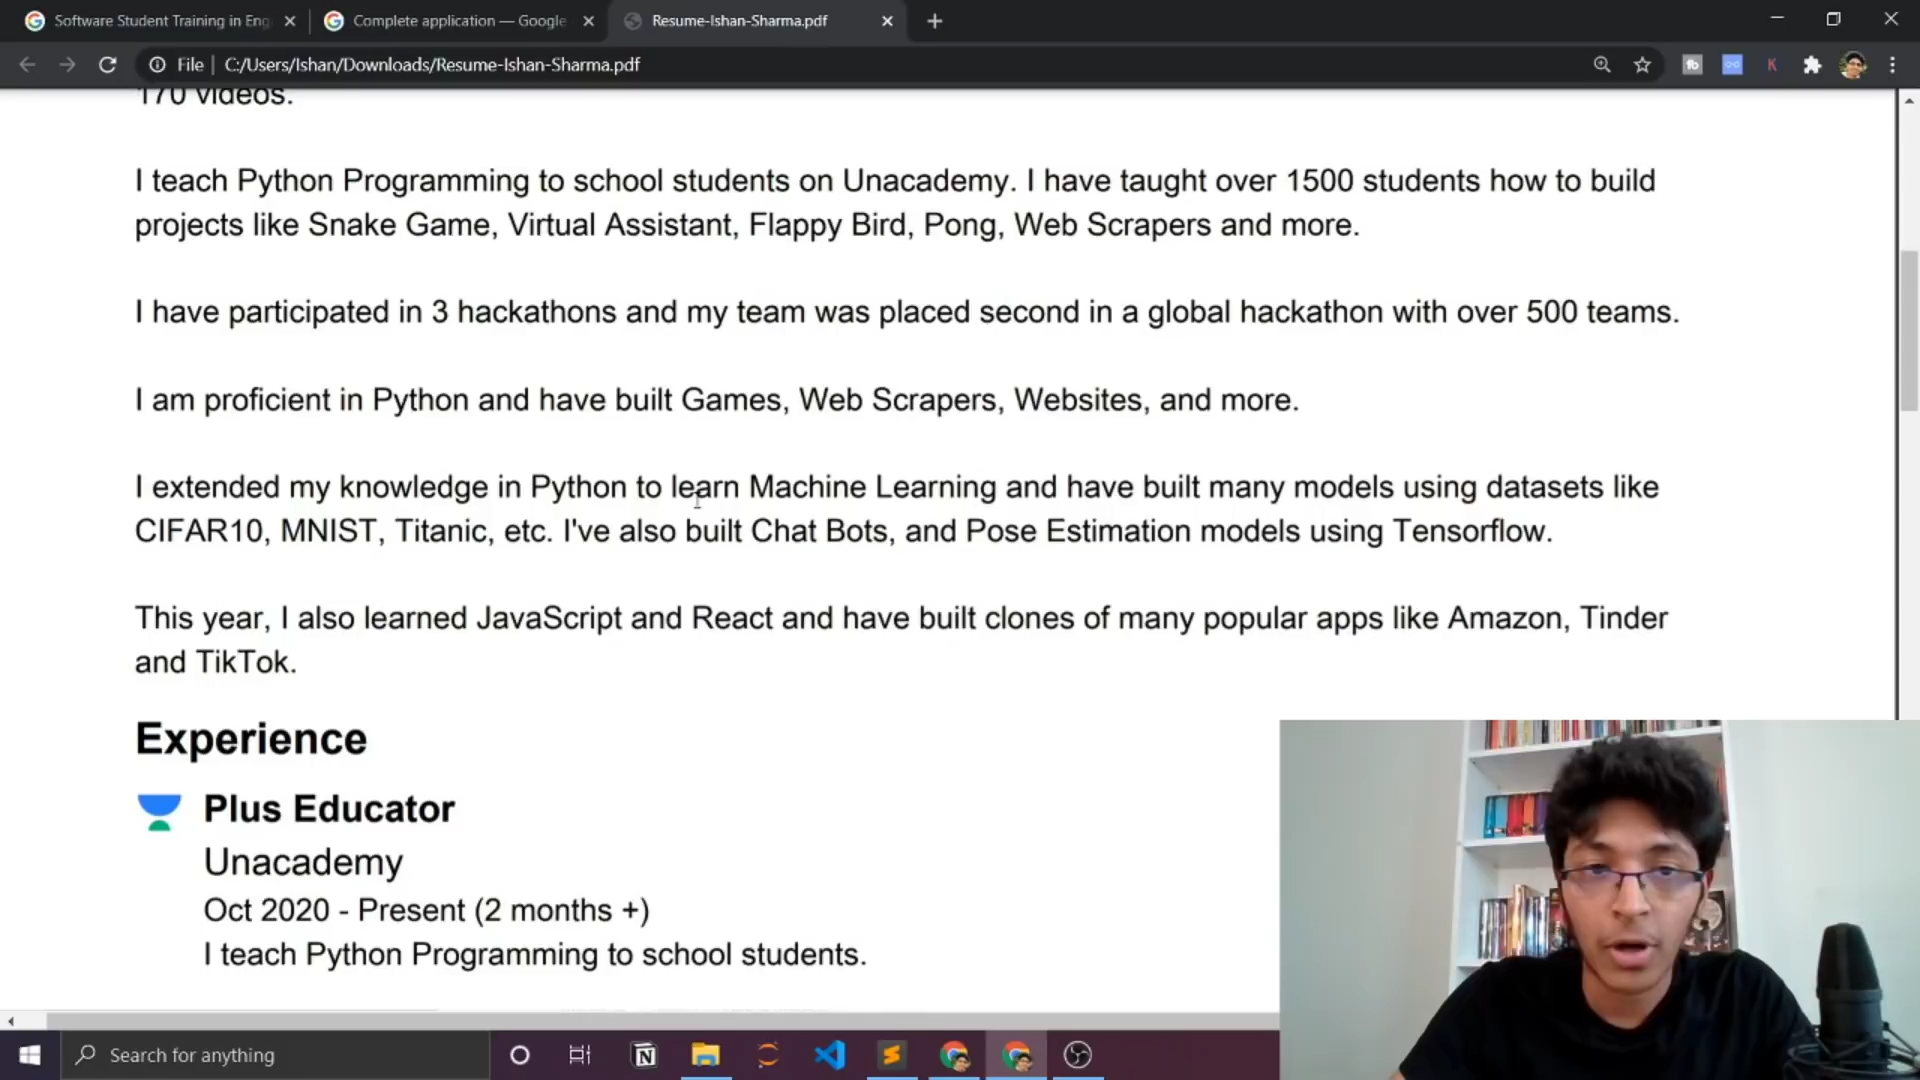 Software Student Training in Eng
Complete application — Google
Resume-Ishan-Sharma.pdf
File
C:/Users/Ishan/Downloads/Resume-Ishan-Sharma.pdf
170 videos.
I teach Python Programming to school students on Unacademy. I have taught over 1500 students how to build
projects like Snake Game, Virtual Assistant, Flappy Bird, Pong, Web Scrapers and more.
I have participated in 3 hackathons and my team was placed second in a global hackathon with over 500 teams.
I am proficient in Python and have built Games, Web Scrapers, Websites, and more.
I extended my knowledge in Python to learn Machine Learning and have built many models using datasets like
CIFAR10, MNIST, Titanic, etc. I've also built Chat Bots, and Pose Estimation models using Tensorflow.
This year, I also learned JavaScript and React and have built clones of many popular apps like Amazon, Tinder
and TikTok.
Experience
Plus Educator
Unacademy
Oct 2020 - Present (2 months +)
I teach Python Programming to school students.
Search for anything